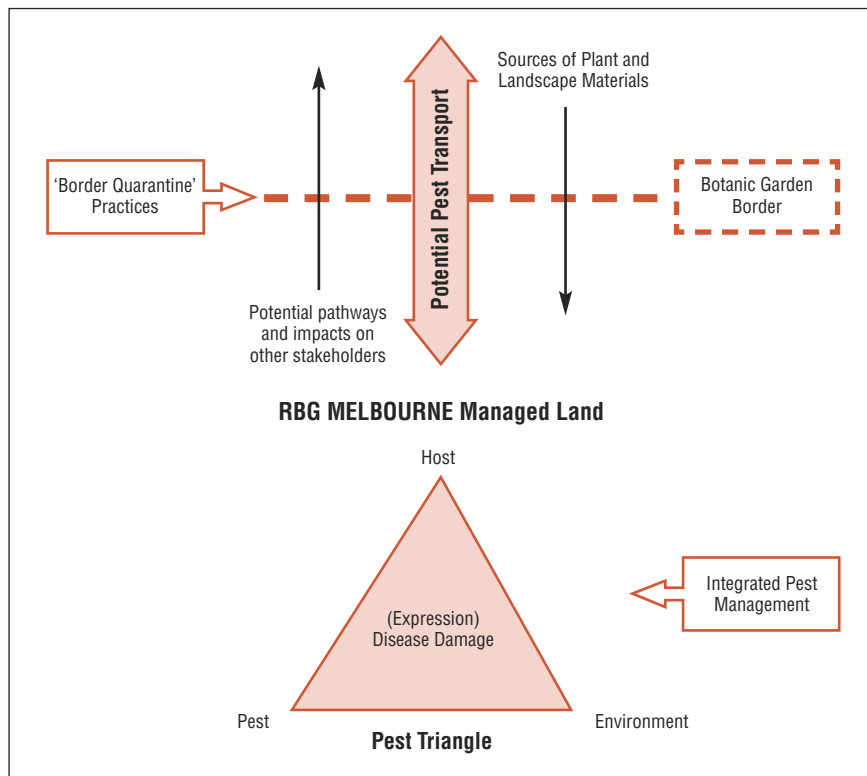 Sources of Plant and
Landscape Materials
Potential Pest Transport
‘Border Quarantine’
Practices
Botanic Garden
Border
Potential pathways
and impacts on
other stakeholders
RBG MELBOURNE Managed Land
Host
(Expression)
Disease Damage
Integrated Pest
Management
Pest
Environment
Pest Triangle